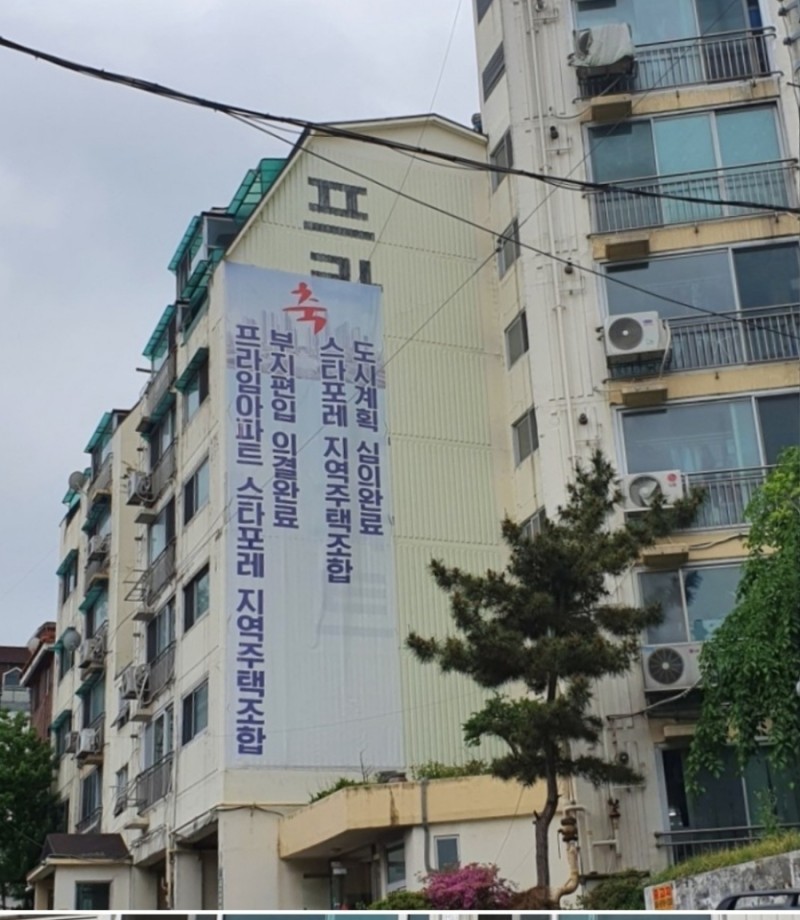 프
축
프라임아파트 스타포레 지역주택조합
부지편입 의결완료
스타포레 지역주택조합
도시계획 심의완료